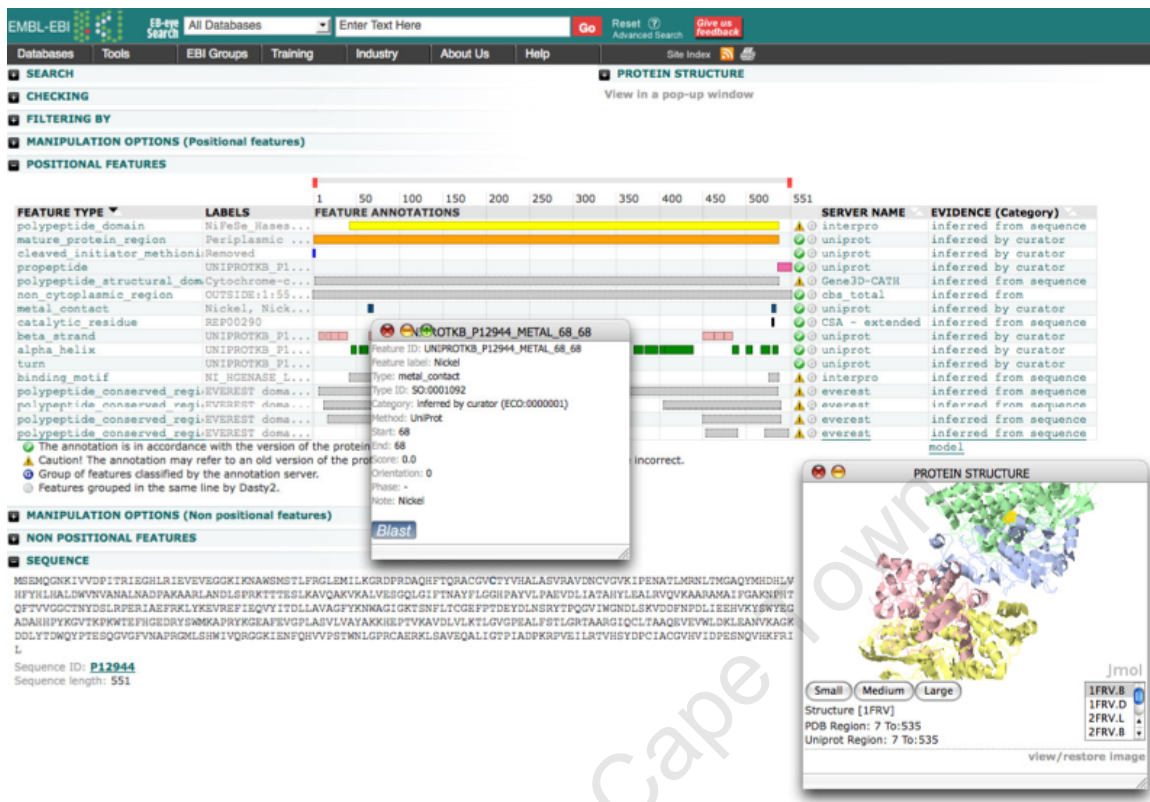 EMBL-EBI EB-eye Search All Databases Enter Text Here Go Reset ? Advanced Search Give us feedback
Databases Tools EBI Groups Training Industry About Us Help Site Index
SEARCH
PROTEIN STRUCTURE
View in a pop-up window
CHECKING
FILTERING BY
MANIPULATION OPTIONS (Positional features)
POSITIONAL FEATURES
1 50 100 150 200 250 300 350 400 450 500 551
FEATURE TYPE LABELS FEATURE ANNOTATIONS SERVER NAME EVIDENCE (Category)
polypeptide_domain NiFeSe_Hases... interpro inferred from sequence
mature_protein_region Periplasmic ... uniprot inferred by curator
cleaved_initiator_methioni Removed uniprot inferred by curator
propeptide UNIPROTKB_P1... uniprot inferred by curator
polypeptide_structural_dom Cytochrome-c... Gene3D-CATH inferred from sequence
non_cytoplasmic_region OUTSIDE:1:55... cbs_total inferred from
metal_contact Nickel, Nick... uniprot inferred by curator
catalytic_residue REP00290 CSA - extended inferred from sequence
beta_strand UNIPROTKB_P1... uniprot inferred by curator
alpha_helix UNIPROTKB_P1... uniprot inferred by curator
turn UNIPROTKB_P1... uniprot inferred by curator
binding_motif NI_HGENASE_L... interpro inferred from sequence
polypeptide_conserved_regi EVEREST doma... everest inferred from sequence
polypeptide_conserved_regi EVEREST doma... everest inferred from sequence
polypeptide_conserved_regi EVEREST doma... everest inferred from sequence
polypeptide_conserved_regi EVEREST doma... everest inferred from sequence
model
The annotation is in accordance with the version of the protein
Caution! The annotation may refer to an old version of the pro e incorrect.
Group of features classified by the annotation server.
Features grouped in the same line by Dasty2.
UNIPROTKB_P12944_METAL_68_68
Feature ID: UNIPROTKB_P12944_METAL_68_68
Feature label: Nickel
Type: metal_contact
Type ID: SO:0001092
Category: inferred by curator (ECO:0000001)
Method: UniProt
Start: 68
End: 68
Score: 0.0
Orientation: 0
Phase: -
Note: Nickel
Blast
MANIPULATION OPTIONS (Non positional features)
NON POSITIONAL FEATURES
SEQUENCE
MSEMQGNKIVVDPITRIEGHLRIEVEVEGGKIKNAWSMSTLFRGLEMILKGRDPRDAQHFTQRACGVCTYVHALASVRAVDNCVGVKIPENATLMRNLTMGAQYMHDHLV
HFYHLHALDWVNVANALNADPAKAARLANDLSPRKTTTESLKAVQAKVKALVESGQLGIFTNAYFLGGHPAYVLPAEVDLIATAHYLEALRVQVKAARAMAIFGAKNPHT
QFTVVGGCTNYDSLRPERIAEFRKLYKEVREFIEQVYITDLLAVAGFYKNWAGIGKTSNFLTCGEFPTDEYDLNSRYTPQGVIWGNDLSKVDDFNPDLIEEHVKYSWYEG
ADAHHPYKGVTKPKWTEFHGEDRYSWMKAPRYKGEAFEVGPLASVLVAYAKKHEPTVKAVDLVLKTLGVGPEALFSTLGRTAARGIQCLTAAQEVEVWLDKLEANVKAGK
DDLYTDWQYPTESQGVGFVNAPRGMLSHWIVQRGGKIENFQHVVPSTWNLGPRCAERKLSAVEQALIGTPIADPKRPVEILRTVHSYDPCIACGVHVIDPESNQVHKFRI
L
Sequence ID: P12944
Sequence length: 551
PROTEIN STRUCTURE
Jmol
Small Medium Large
1FRV.B
1FRV.D
2FRV.L
2FRV.B
Structure [1FRV]
PDB Region: 7 To:535
Uniprot Region: 7 To:535
view/restore image
Cape Town